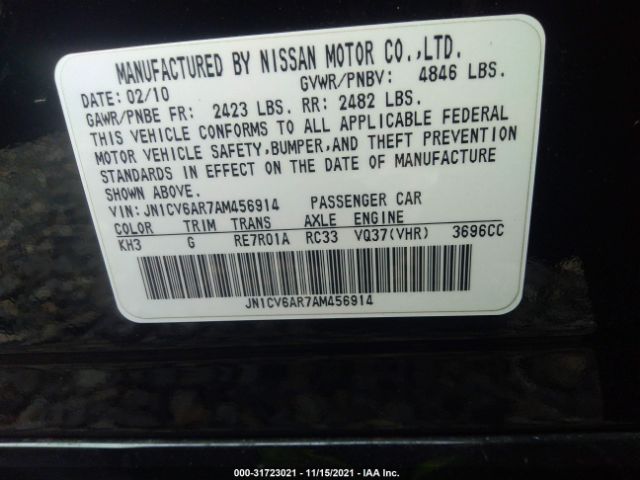 MANUFACTURED BY NISSAN MOTOR CO.,LTD.
DATE: 02/10 GVWR/PNBV: 4846 LBS.
GAWR/PNBE FR: 2423 LBS. RR: 2482 LBS.
THIS VEHICLE CONFORMS TO ALL APPLICABLE FEDERAL
MOTOR VEHICLE SAFETY,BUMPER,AND THEFT PREVENTION
STANDARDS IN EFFECT ON THE DATE OF MANUFACTURE
SHOWN ABOVE.
VIN: JN1CV6AR7AM456914 PASSENGER CAR
COLOR TRIM TRANS AXLE ENGINE
KH3 G RE7R01A RC33 VQ37(VHR) 3696CC
JN1CV6AR7AM456914
000-31723021 - 11/15/2021 - IAA Inc.